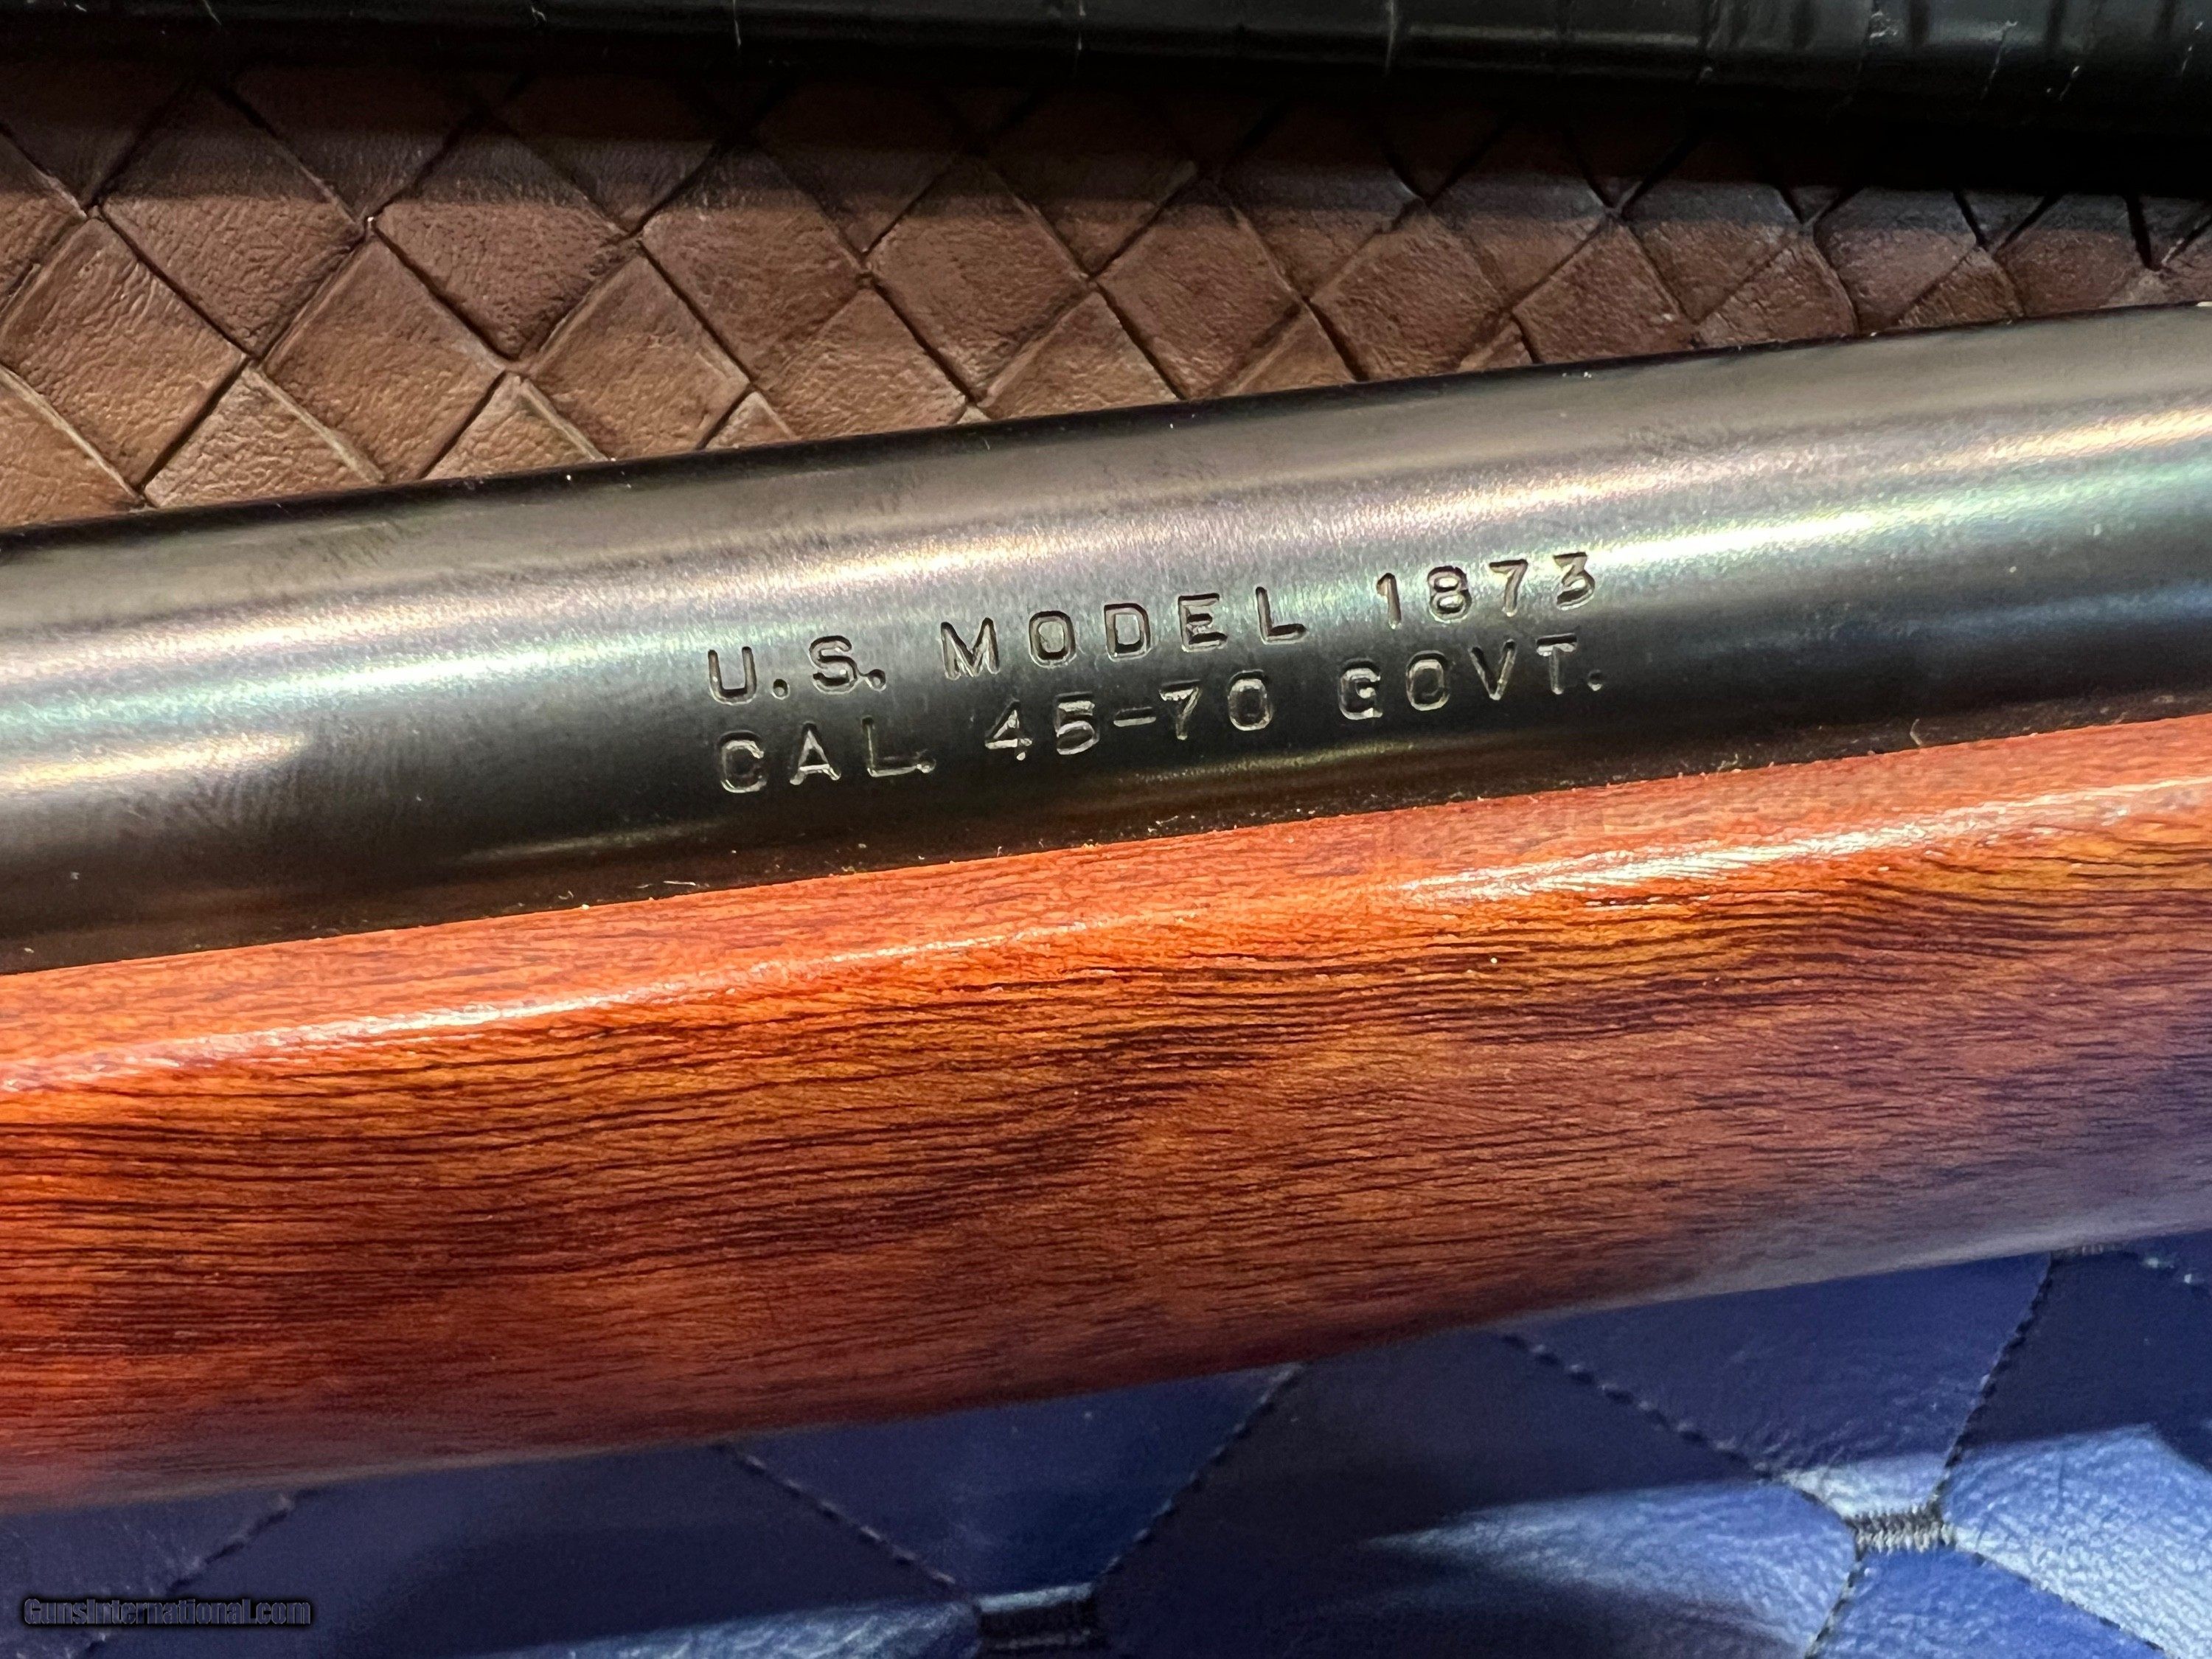 U.S. MODEL 1873
CAL. 45-70 GOVT.
GunsInternational.com